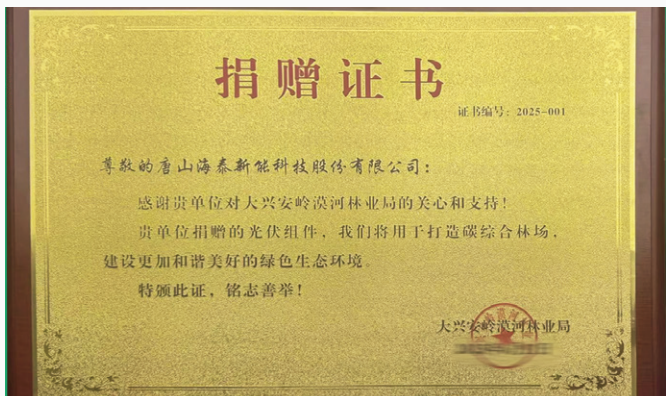 捐赠证书
证书编号：2025-001
尊敬的唐山海泰新能科技股份有限公司：
感谢贵单位对大兴安岭漠河林业局的关心和支持！
贵单位捐赠的光伏组件，我们将用于打造碳综合林场，
建设更加和谐美好的绿色生态环境。
特颁此证，铭志善举！
大兴安岭漠河林业局